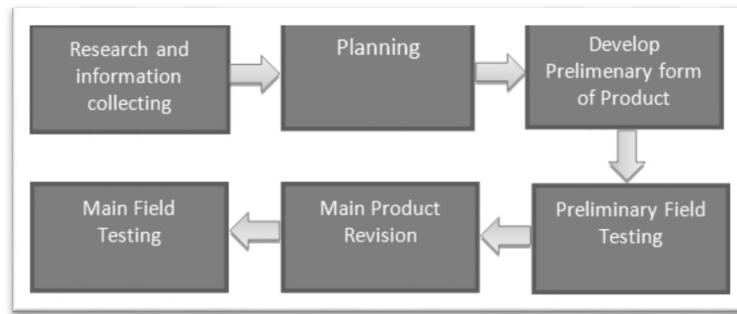 Research and
information
collecting
Planning
Develop
Prelimenary form
of Product
Preliminary Field
Testing
Main Product
Revision
Main Field
Testing